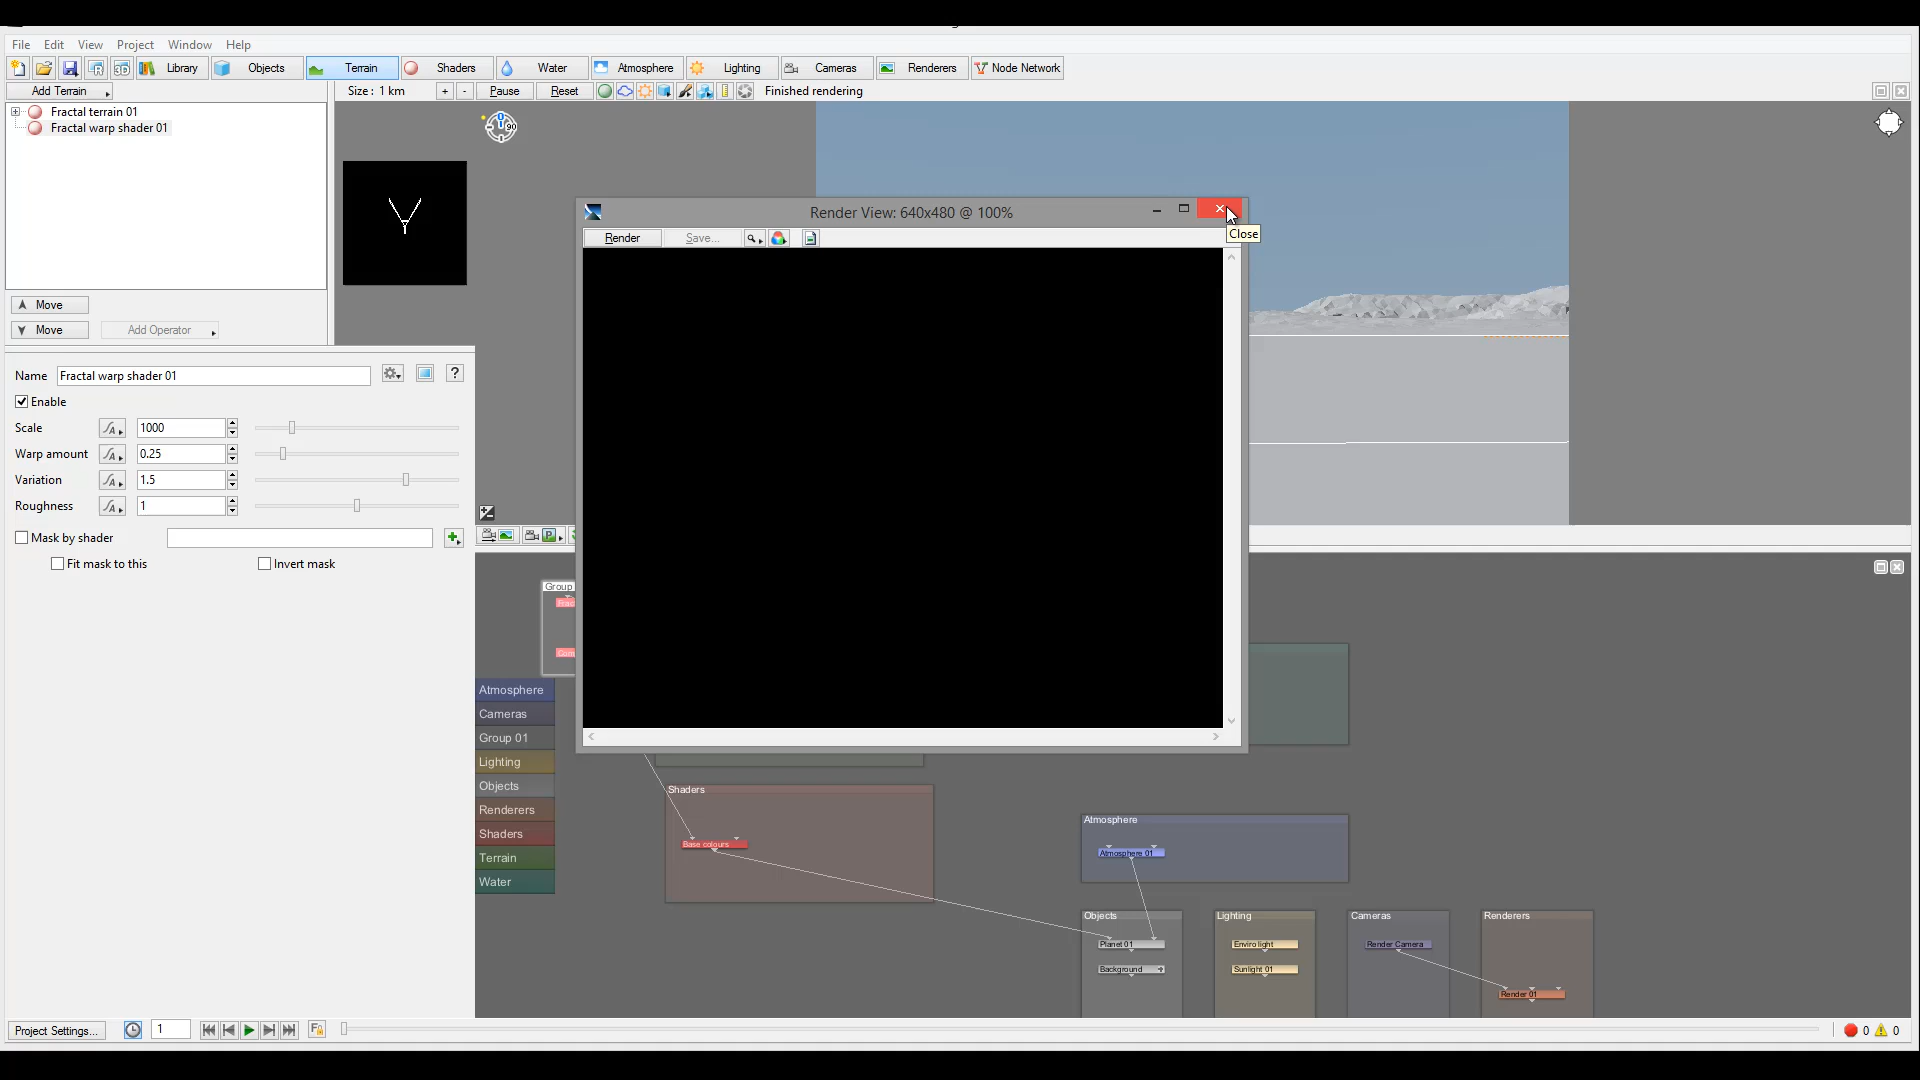 File Edit View Project Window Help
Library Objects Terrain Shaders Water Atmosphere Lighting Cameras Renderers Node Network
Add Terrain Size : 1 km + - Pause Reset Finished rendering
Fractal terrain 01
Fractal warp shader 01
90
Render View: 640x480 @ 100%
Close
Render Save...
Move
Move Add Operator
Name Fractal warp shader 01 ?
Enable
Scale 1000
Warp amount 0.25
Variation 1.5
Roughness 1
Mask by shader
Fit mask to this Invert mask
Group
Atmosphere
Cameras
Group 01
Lighting
Objects
Renderers
Shaders
Terrain
Water
Shaders
Base colours
Atmosphere
Atmosphere 01
Objects Lighting Cameras Renderers
Planet 01 Enviro light Render Camera
Background Sunlight 01
Render 01
Project Settings... 1 0 0